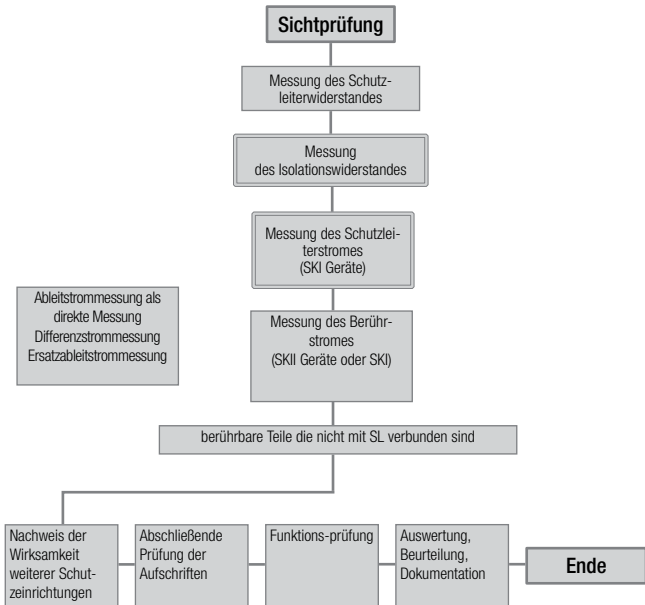 Sichtprüfung
Messung des Schutz-
leiterwiderstandes
Messung
des Isolationswiderstandes
Messung des Schutzlei-
terstromes
(SKI Geräte)
Ableitstrommessung als
direkte Messung
Differenzstrommessung
Ersatzableitstrommessung
Messung des Berühr-
stromes
(SKII Geräte oder SKI)
berührbare Teile die nicht mit SL verbunden sind
Nachweis der
Wirksamkeit
weiterer Schut-
zeinrichtungen
Abschließende
Prüfung der
Aufschriften
Funktions-prüfung
Auswertung,
Beurteilung,
Dokumentation
Ende